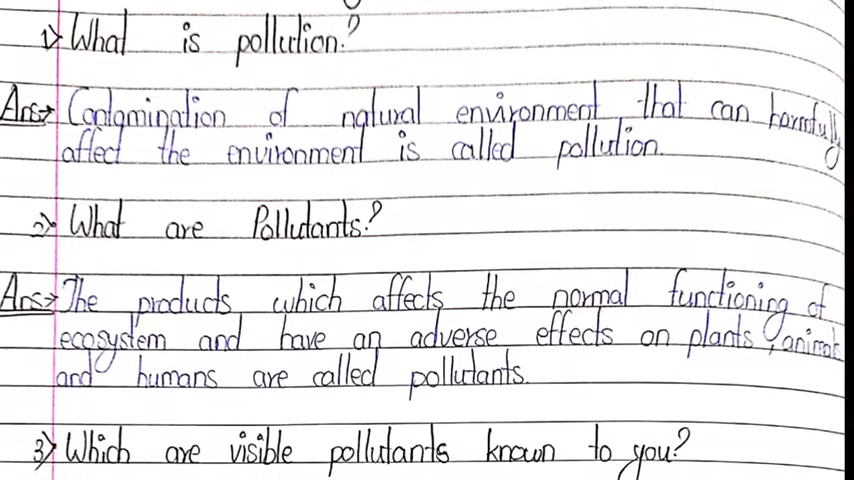 1) What is pollution?
Ans→ Contamination of natural environment that can harmfully
affect the environment is called pollution.
2) What are Pollutants?
Ans→ The products which affects the normal functioning of
ecosystem and have an adverse effects on plants, animals
and humans are called pollutants.
3) Which are visible pollutants known to you?